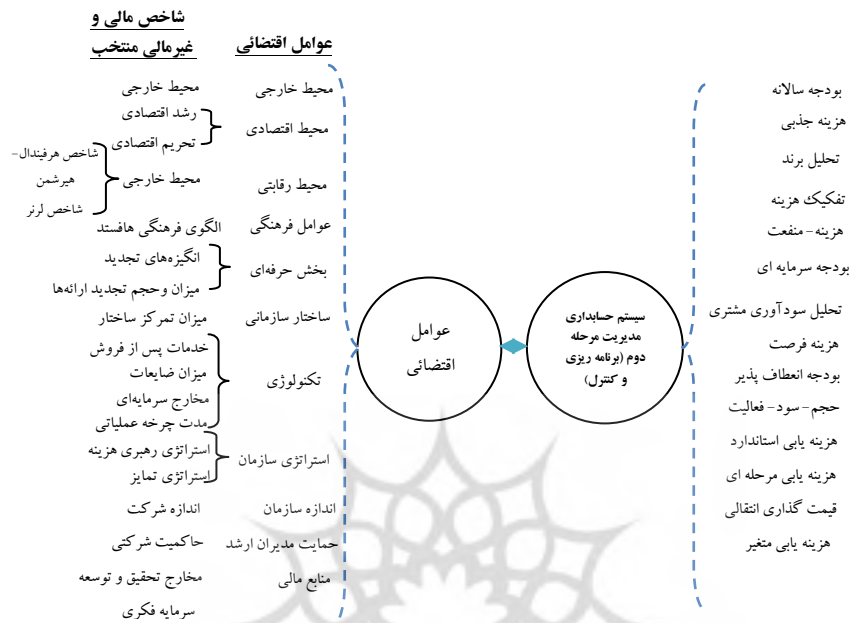 شاخص مالی و
غیرمالی منتخب
عوامل اقتضائی
بودجه سالانه
هزینه جذبی
تحلیل برند
تفکیک هزینه
هزینه- منفعت
بودجه سرمایه ای
تحلیل سودآوری مشتری
هزینه فرصت
بودجه انعطاف پذیر
حجم- سود- فعالیت
هزینه یابی استاندارد
هزینه یابی مرحله ای
قیمت گذاری انتقالی
هزینه یابی متغیر
سیستم حسابداری
مدیریت مرحله
دوم (برنامه ریزی
و کنترل)
عوامل
اقتضائی
محیط خارجی
محیط اقتصادی
محیط رقابتی
عوامل فرهنگی
بخش حرفه‌ای
ساختار سازمانی
تکنولوژی
استراتژی سازمان
اندازه سازمان
حمایت مدیران ارشد
منابع مالی
محیط خارجی
رشد اقتصادی
تحریم اقتصادی
محیط خارجی
شاخص هرفیندال-
هیرشمن
شاخص لرنر
الگوی فرهنگی هافستد
انگیزه‌های تجدید
میزان وحجم تجدید ارائه‌ها
میزان تمرکز ساختار
خدمات پس از فروش
میزان ضایعات
مخارج سرمایه‌ای
مدت چرخه عملیاتی
استراتژی رهبری هزینه
استراتژی تمایز
اندازه شرکت
حاکمیت شرکتی
مخارج تحقیق و توسعه
سرمایه فکری